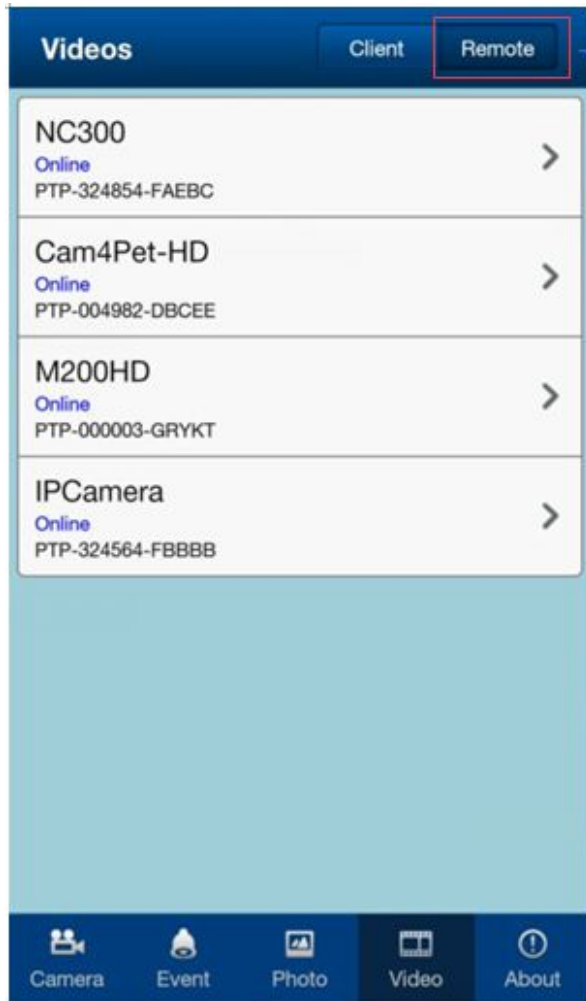 Videos
Client
Remote
NC300
Online
PTP-324854-FAEBC
Cam4Pet-HD
Online
PTP-004982-DBCEE
M200HD
Online
PTP-000003-GRYKT
IPCamera
Online
PTP-324564-FBBBB
Camera
Event
Photo
Video
About